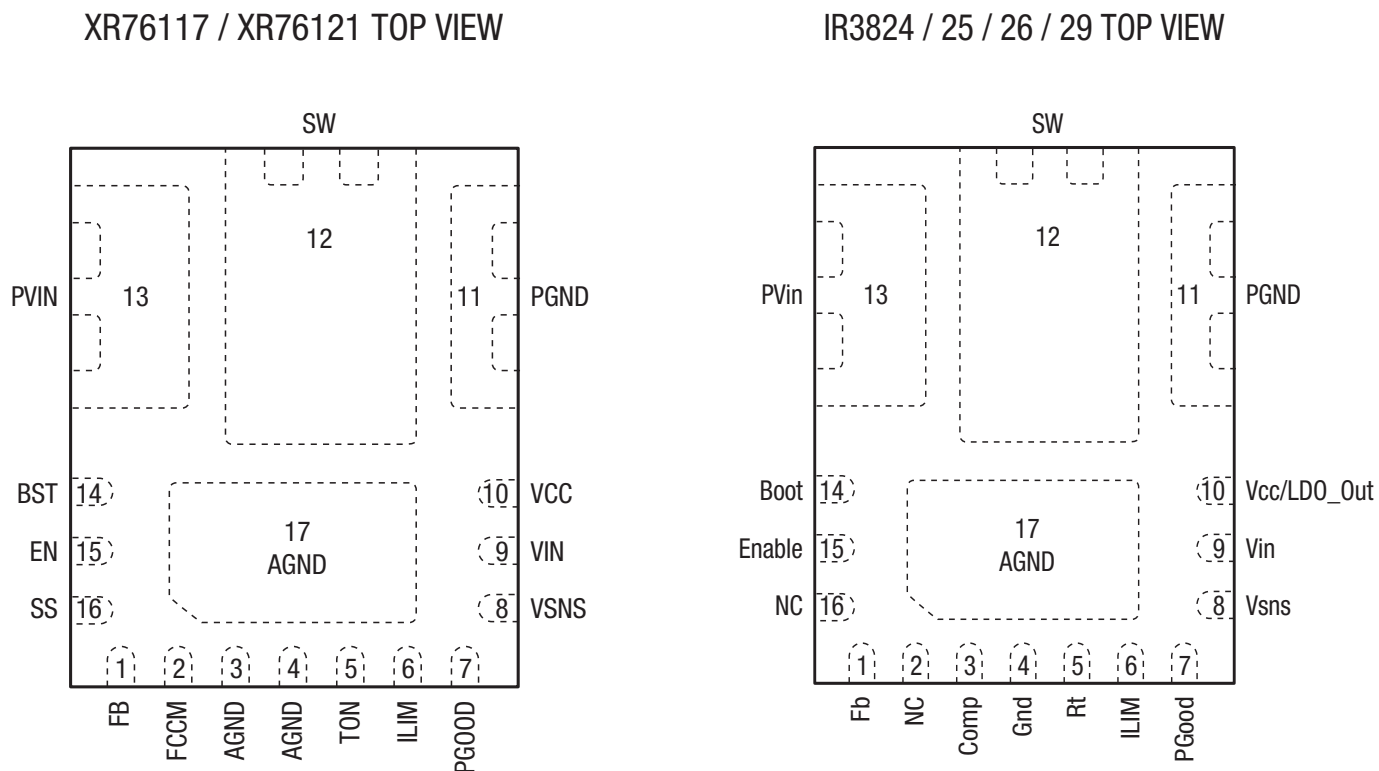 XR76117 / XR76121 TOP VIEW
IR3824 / 25 / 26 / 29 TOP VIEW
SW
12
PVIN
13
11
PGND
BST
14
17
AGND
10
VCC
EN
15
9
VIN
SS
16
8
VSNS
1
2
3
4
5
6
7
FB
FCCM
AGND
AGND
TON
ILIM
PGOOD
SW
12
PVin
13
11
PGND
Boot
14
17
AGND
10
Vcc/LDO_Out
Enable
15
9
Vin
NC
16
8
Vsns
1
2
3
4
5
6
7
Fb
NC
Comp
Gnd
Rt
ILIM
PGood